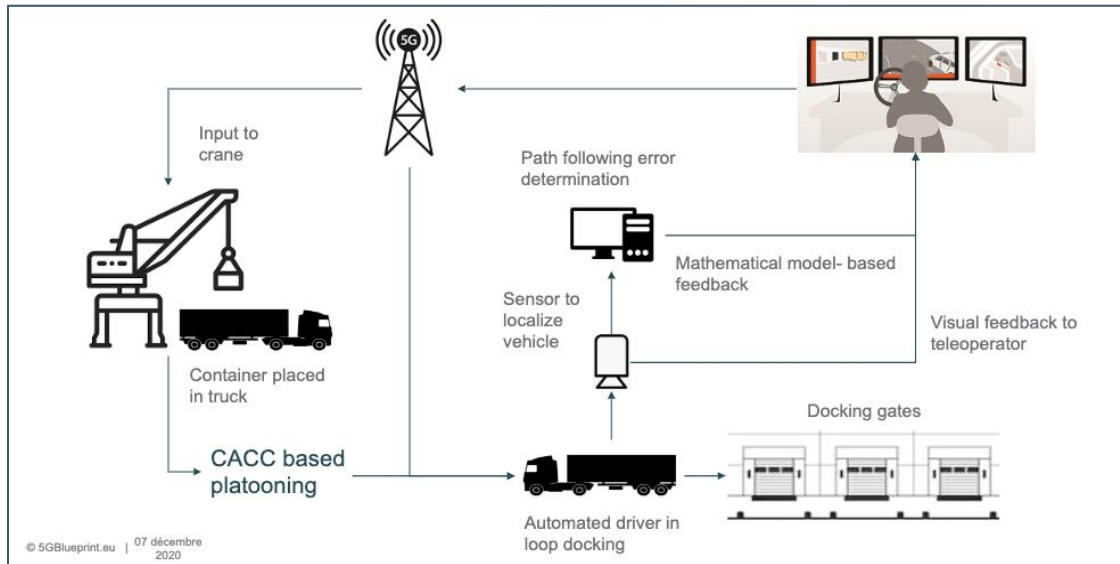 5G
Input to
crane
Path following error
determination
Mathematical model- based
feedback
Sensor to
localize
vehicle
Visual feedback to
teleoperator
Container placed
in truck
Docking gates
CACC based
platooning
Automated driver in
loop docking
© 5GBlueprint.eu | 07 décembre
2020